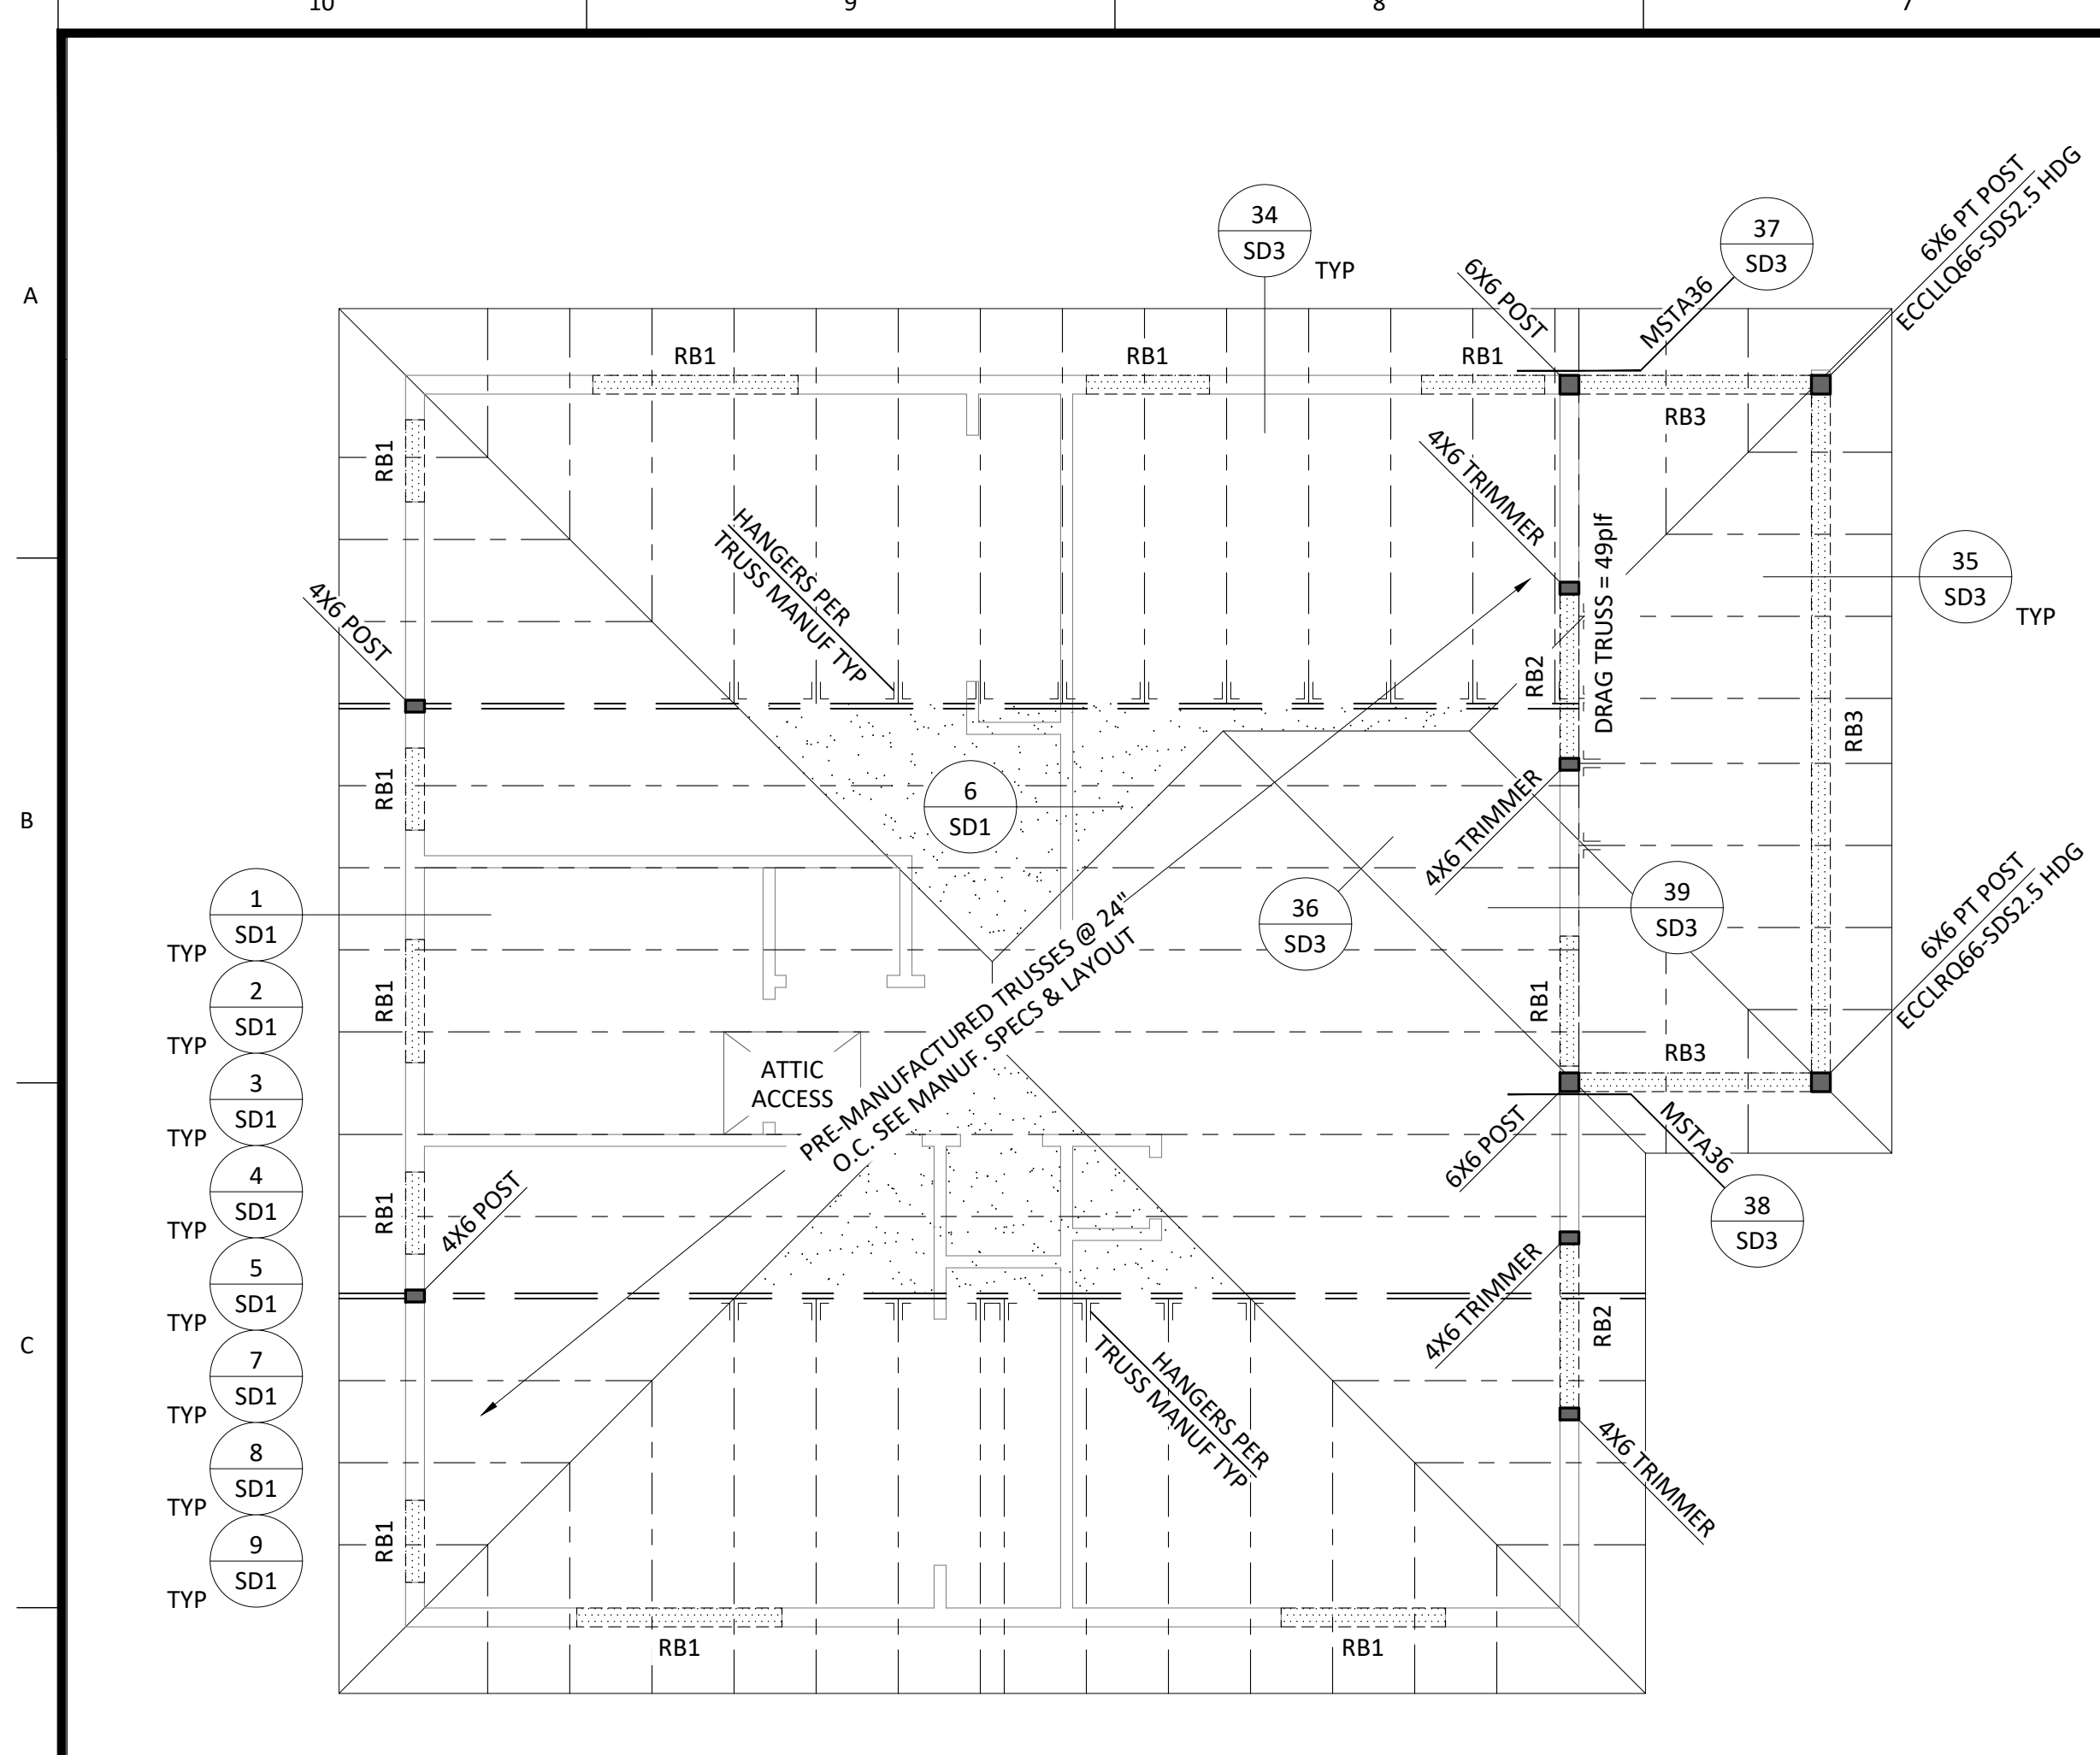 10
9
8
7
A
B
C
34
SD3
TYP
37
SD3
6X6 PT POST
ECCLLQ66-SDS2.5 HDG
6X6 POST
MSTA36
RB1
RB1
RB1
RB3
RB1
4X6 TRIMMER
HANGERS PER
TRUSS MANUF TYP
DRAG TRUSS = 49plf
35
SD3
TYP
4X6 POST
RB2
RB3
RB1
6
SD1
4X6 TRIMMER
36
SD3
39
SD3
6X6 PT POST
ECCLRQ66-SDS2.5 HDG
1
SD1
TYP
2
SD1
TYP
3
SD1
TYP
4
SD1
TYP
5
SD1
TYP
7
SD1
TYP
8
SD1
TYP
9
SD1
TYP
RB1
RB1
RB3
ATTIC
ACCESS
PRE-MANUFACTURED TRUSSES @ 24"
O.C. SEE MANUF. SPECS & LAYOUT
6X6 POST
MSTA36
38
SD3
RB1
4X6 POST
4X6 TRIMMER
RB2
HANGERS PER
TRUSS MANUF TYP
4X6 TRIMMER
RB1
RB1
RB1